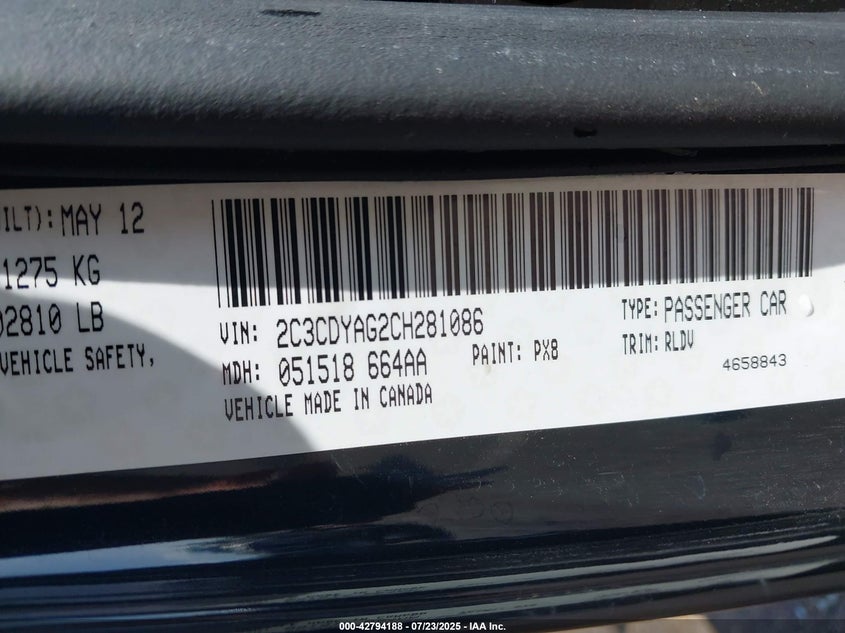 ILT): MAY 12
1275 KG
02810 LB
VEHICLE SAFETY,
VIN: 2C3CDYAG2CH281086
TYPE: PASSENGER CAR
MDH: 051518 664AA
PAINT: PX8
TRIM: RLDV
VEHICLE MADE IN CANADA
4658843
000-42794188 - 07/23/2025 - IAA Inc.